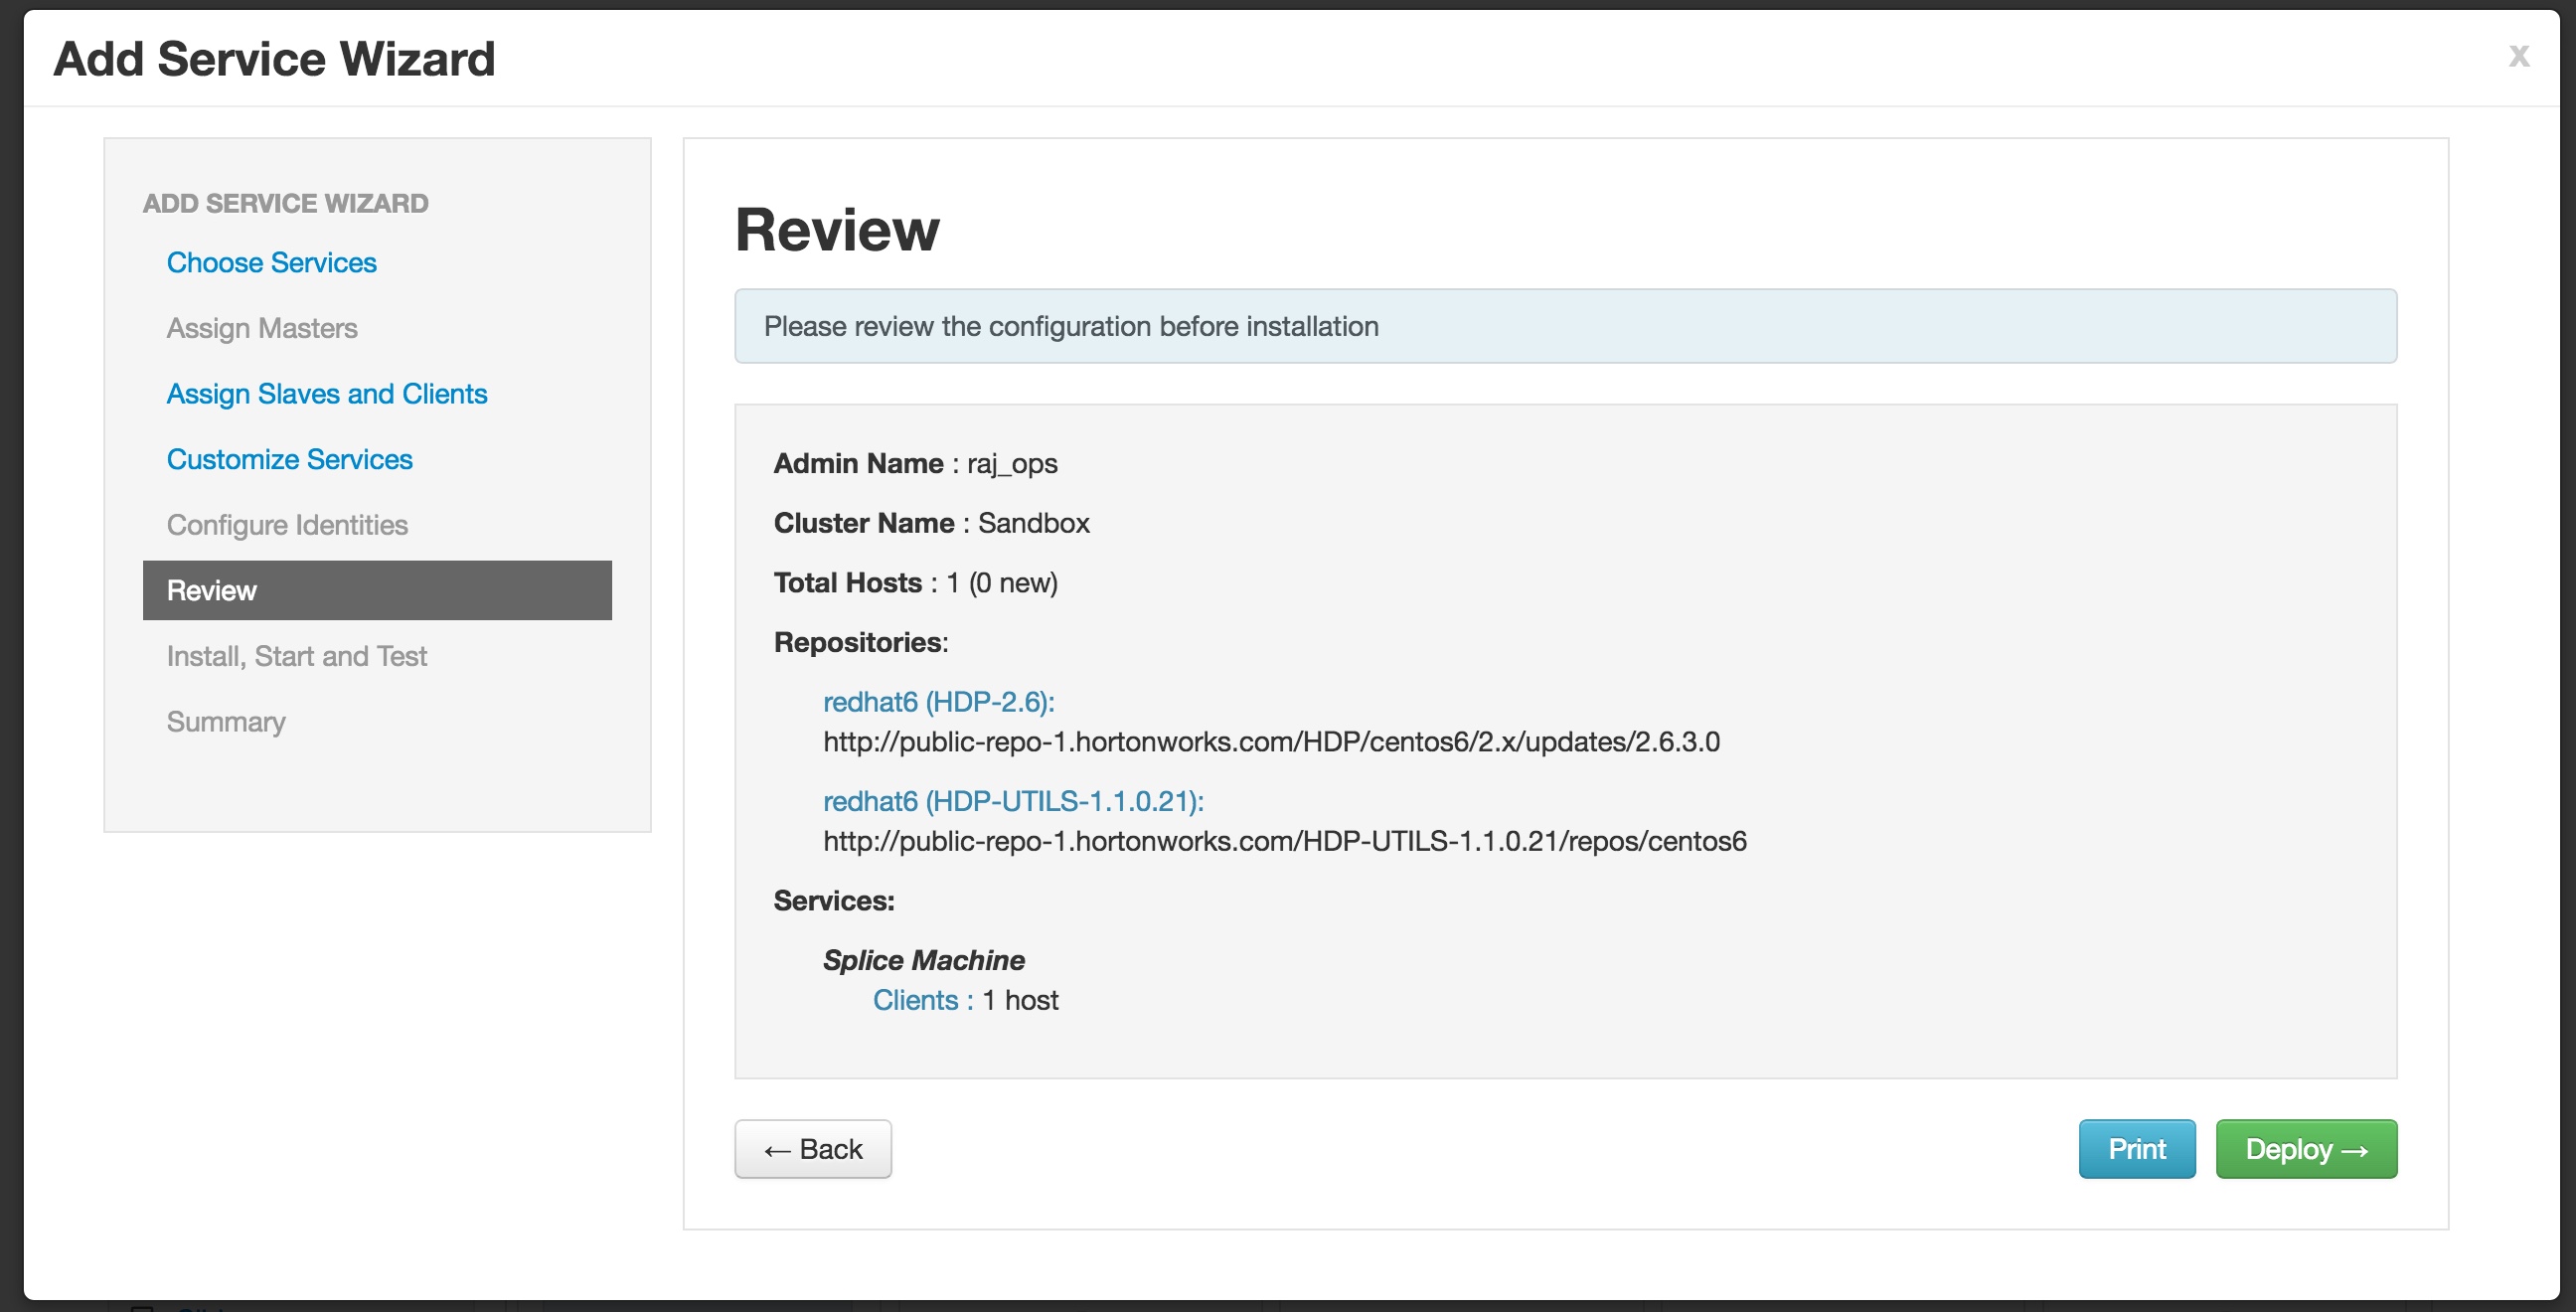 Add Service Wizard
x
ADD SERVICE WIZARD
Choose Services
Assign Masters
Assign Slaves and Clients
Customize Services
Configure Identities
Review
Install, Start and Test
Summary
Review
Please review the configuration before installation
Admin Name : raj_ops
Cluster Name : Sandbox
Total Hosts : 1 (0 new)
Repositories:
redhat6 (HDP-2.6):
http://public-repo-1.hortonworks.com/HDP/centos6/2.x/updates/2.6.3.0
redhat6 (HDP-UTILS-1.1.0.21):
http://public-repo-1.hortonworks.com/HDP-UTILS-1.1.0.21/repos/centos6
Services:
Splice Machine
Clients : 1 host
← Back
Print
Deploy →